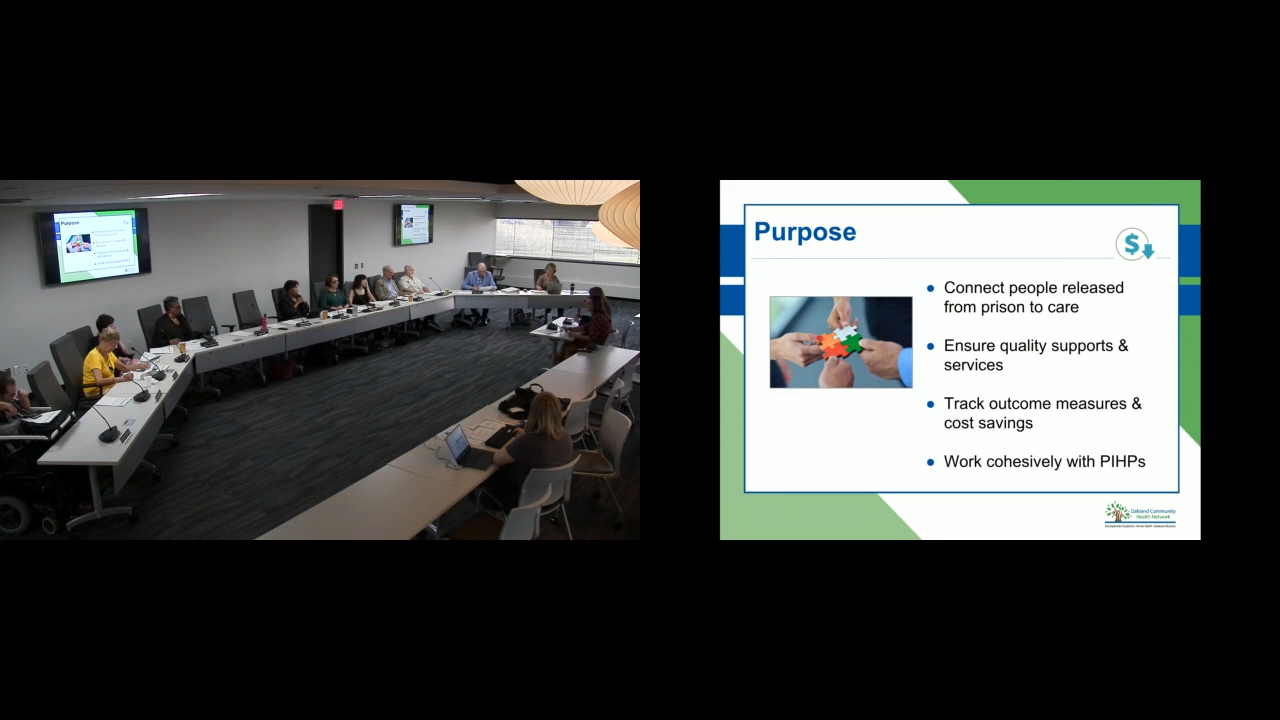 Purpose
Purpose
$
Connect people released
from prison to care
Ensure quality supports &
services
Track outcome measures &
cost savings
Work cohesively with PIHPs
Oakland Community
Health Network